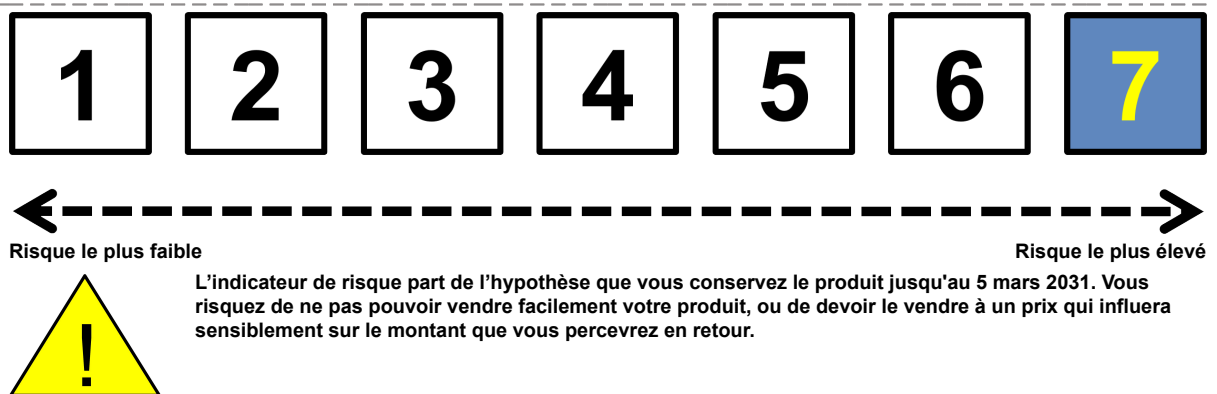 1 2 3 4 5 6 7
Risque le plus faible Risque le plus élevé
L’indicateur de risque part de l’hypothèse que vous conservez le produit jusqu'au 5 mars 2031. Vous
risquez de ne pas pouvoir vendre facilement votre produit, ou de devoir le vendre à un prix qui influera
sensiblement sur le montant que vous percevrez en retour.
!